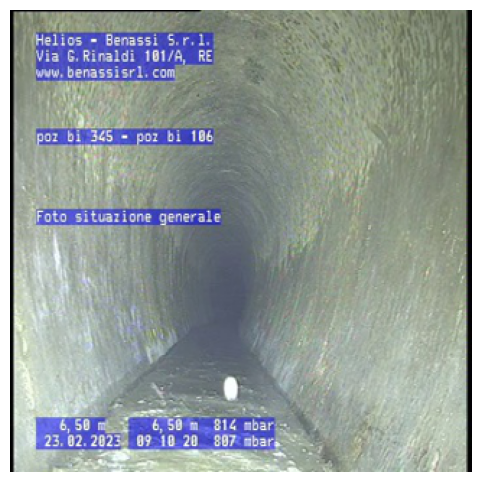 Helios - Benassi S.r.l.
Via G.Rinaldi 101/A, RE
www.benassisrl.com
poz bi 345 - poz bi 106
Foto situazione generale
6,50 m 6,50 m 814 mbar
23.02.2023 09 10 20 807 mbar